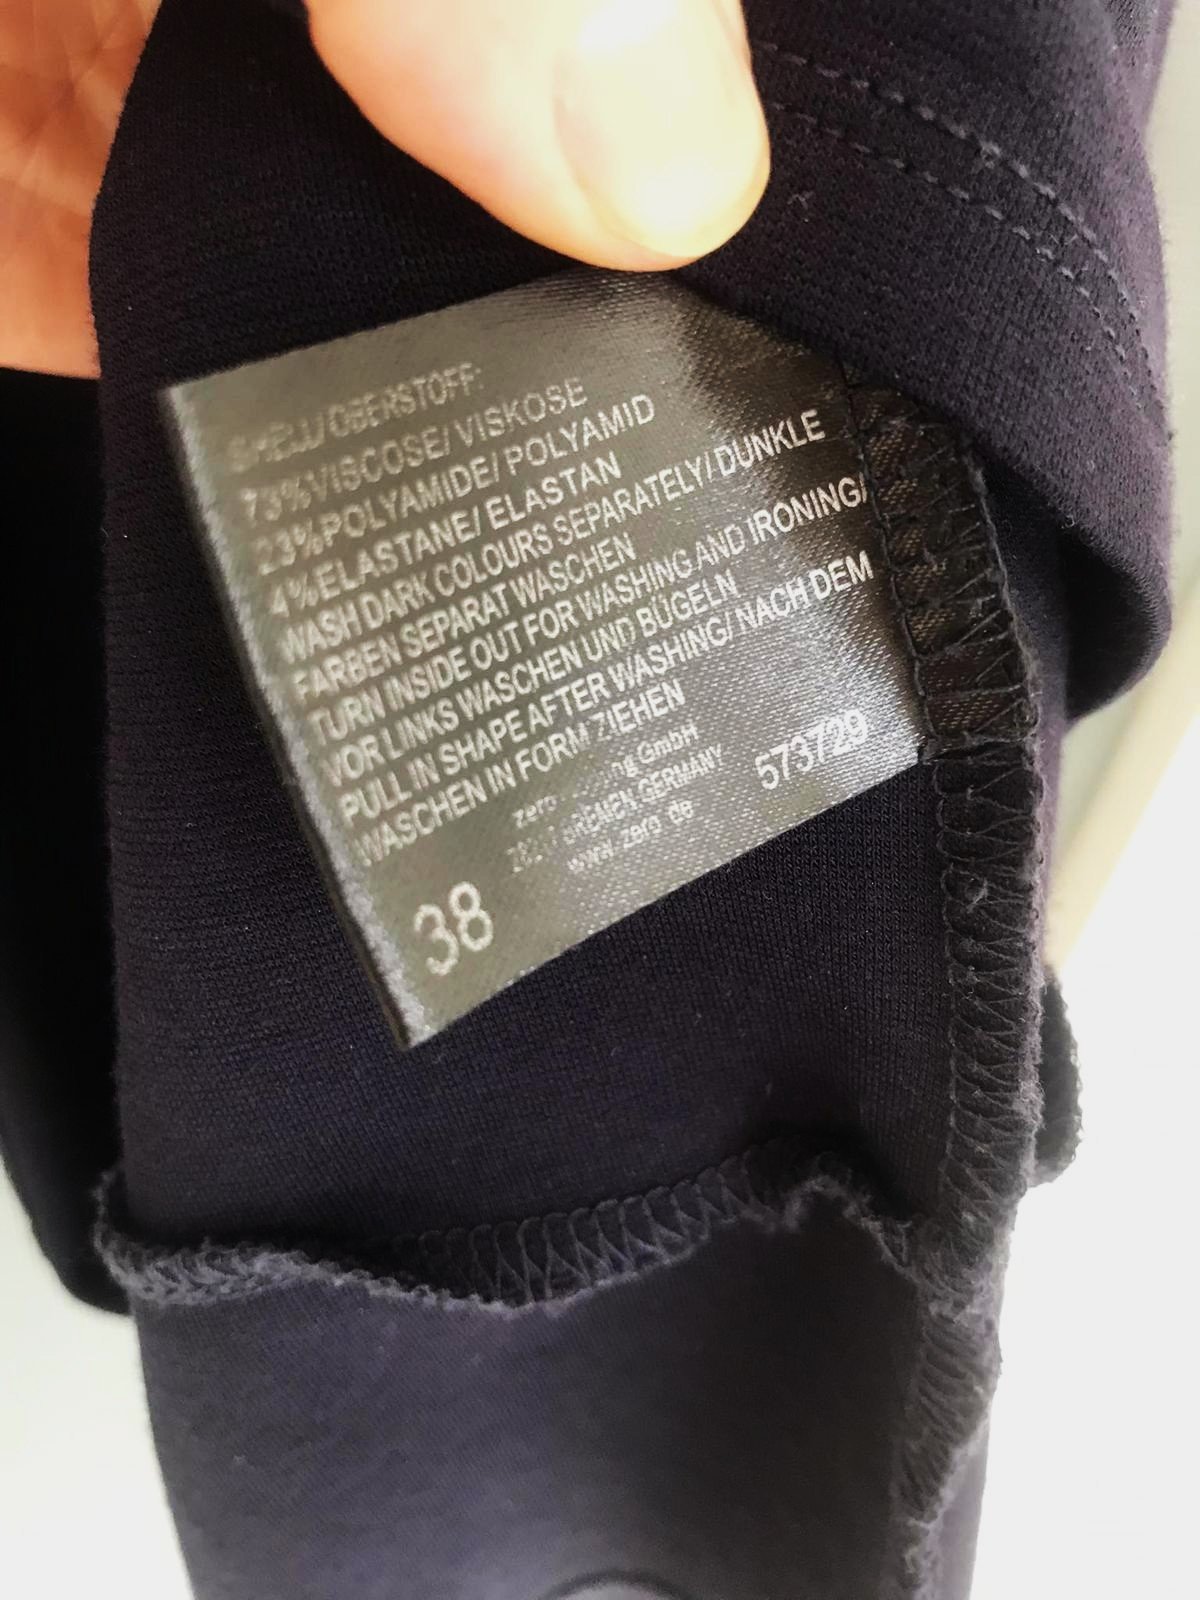 SHELL/OBERSTOFF:
73%VISCOSE/ VISKOSE
23%POLYAMIDE/ POLYAMID
4%ELASTANE/ ELASTAN
WASH DARK COLOURS SEPARATELY/ DUNKLE
FARBEN SEPARAT WASCHEN
TURN INSIDE OUT FOR WASHING AND IRONING/
VOR LINKS WASCHEN UND BÜGELN
PULL IN SHAPE AFTER WASHING/ NACH DEM
WASCHEN IN FORM ZIEHEN
zero GmbH
BREMEN GERMANY
www.zero.de
573729
38